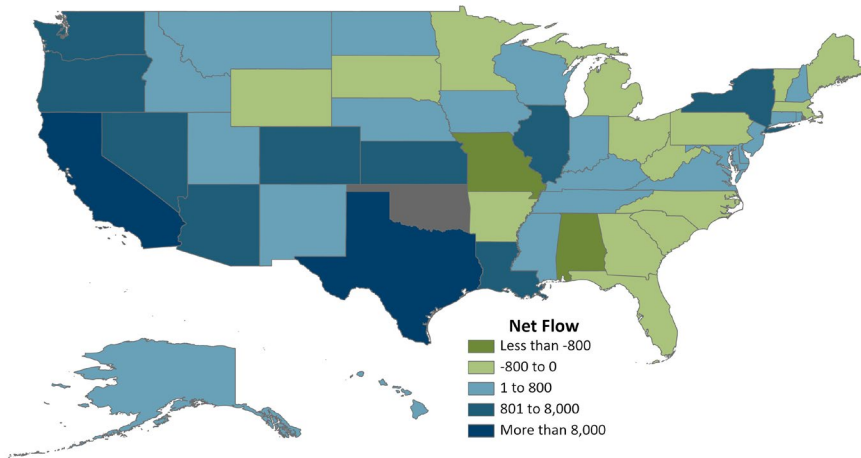 Net Flow
Less than -800
-800 to 0
1 to 800
801 to 8,000
More than 8,000